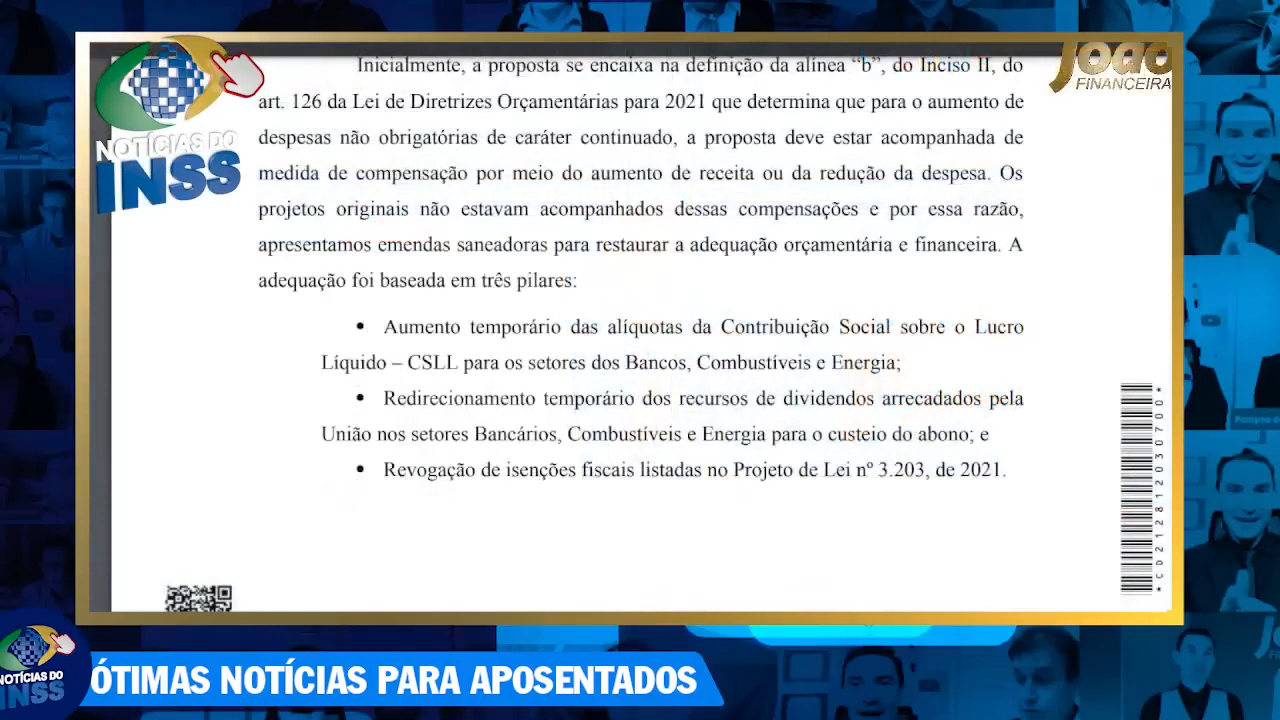 Inicialmente, a proposta se encaixa na definição da alínea “b”, do Inciso II, do
art. 126 da Lei de Diretrizes Orçamentárias para 2021 que determina que para o aumento de
despesas não obrigatórias de caráter continuado, a proposta deve estar acompanhada de
medida de compensação por meio do aumento de receita ou da redução da despesa. Os
projetos originais não estavam acompanhados dessas compensações e por essa razão,
apresentamos emendas saneadoras para restaurar a adequação orçamentária e financeira. A
adequação foi baseada em três pilares:
• Aumento temporário das alíquotas da Contribuição Social sobre o Lucro
Líquido – CSLL para os setores dos Bancos, Combustíveis e Energia;
• Redirecionamento temporário dos recursos de dividendos arrecadados pela
União nos setores Bancários, Combustíveis e Energia para o custeio do abono; e
• Revogação de isenções fiscais listadas no Projeto de Lei nº 3.203, de 2021.
NOTÍCIAS DO
INSS
JOÃO
FINANCEIRA
*CD212812030700*
NOTÍCIAS DO
INSS
ÓTIMAS NOTÍCIAS PARA APOSENTADOS